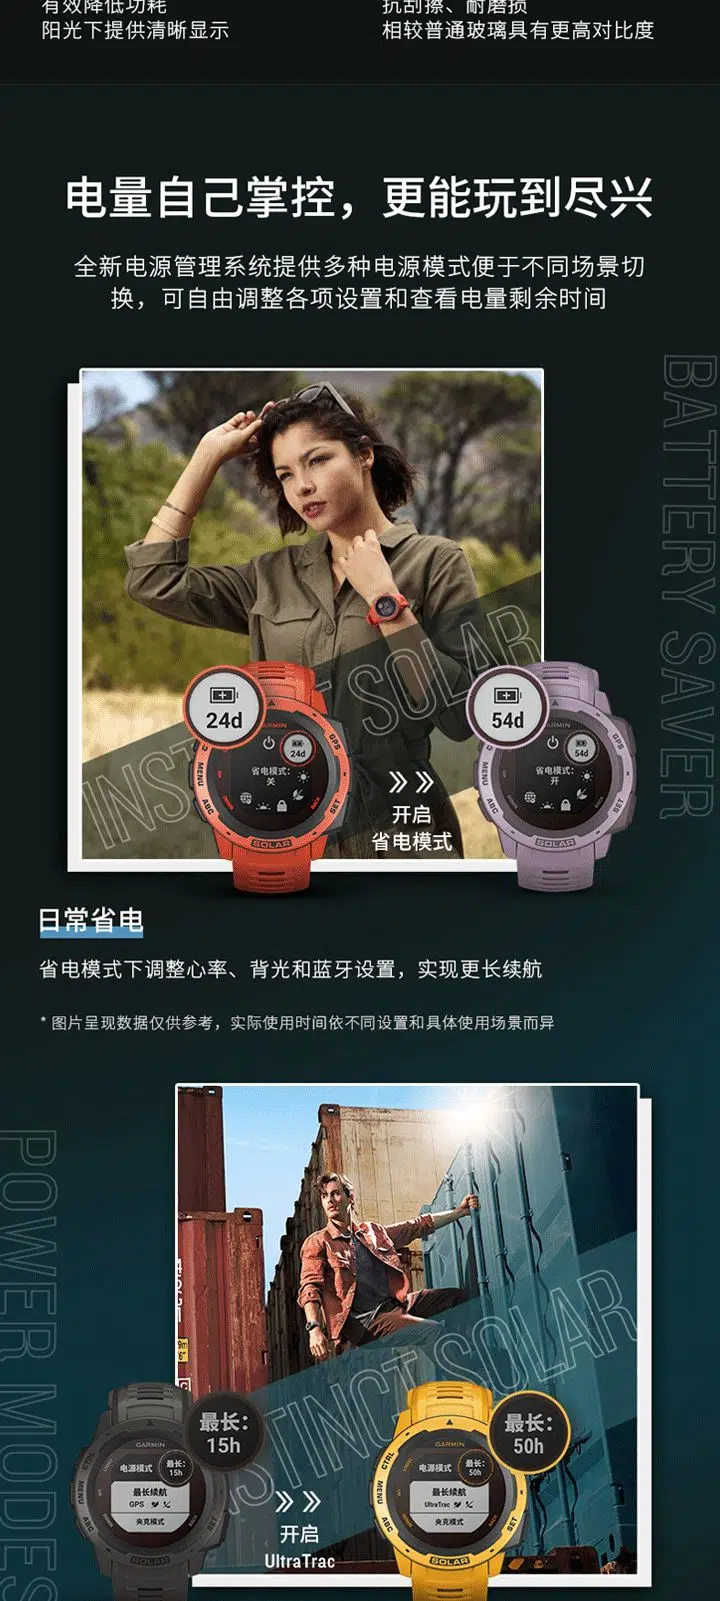 有效降低功耗
抗刮擦、耐磨损
阳光下提供清晰显示
相较普通玻璃具有更高对比度
电量自己掌控，更能玩到尽兴
全新电源管理系统提供多种电源模式便于不同场景切
换，可自由调整各项设置和查看电量剩余时间
BATTERY SAVER
INSTINCT SOLAR
24d
GARMIN
24d
省电模式：
关
GPS
MENU
ABC
SET
BACK
SOLAR
开启
省电模式
54d
GARMIN
54d
省电模式：
开
GPS
MENU
ABC
SET
BACK
SOLAR
日常省电
省电模式下调整心率、背光和蓝牙设置，实现更长续航
* 图片呈现数据仅供参考，实际使用时间依不同设置和具体使用场景而异
POWER MODES
INSTINCT SOLAR
最长：
15h
GARMIN
CTRL
电源模式
最长：
15h
最长续航
GPS
夹克模式
MENU
ABC
SET
SOLAR
开启
UltraTrac
最长：
50h
GARMIN
CTRL
电源模式
最长：
50h
最长续航
UltraTrac
夹克模式
MENU
ABC
SET
SOLAR